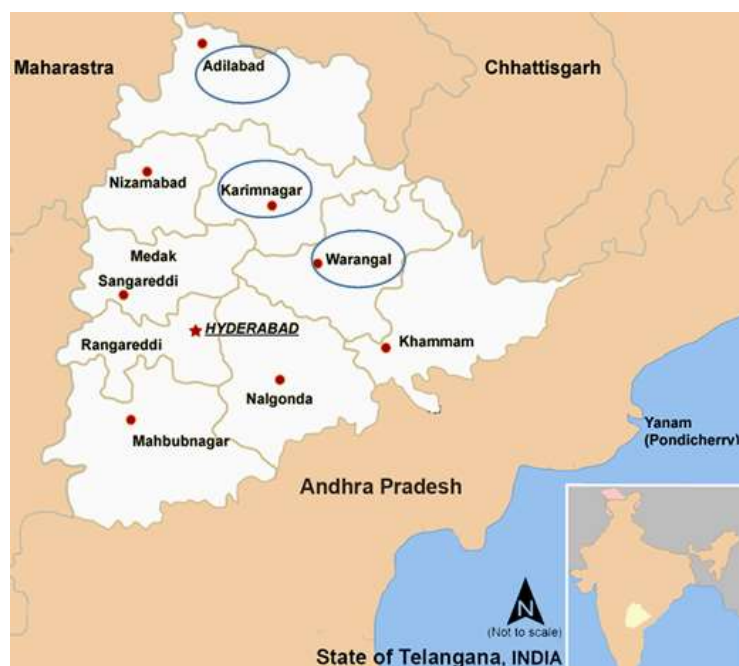 Maharastra
Adilabad
Chhattisgarh
Nizamabad
Karimnagar
Medak
Warangal
Sangareddi
HYDERABAD
Rangareddi
Khammam
Nalgonda
Mahbubnagar
Yanam
(Pondicherry)
Andhra Pradesh
N
(Not to scale)
State of Telangana, INDIA